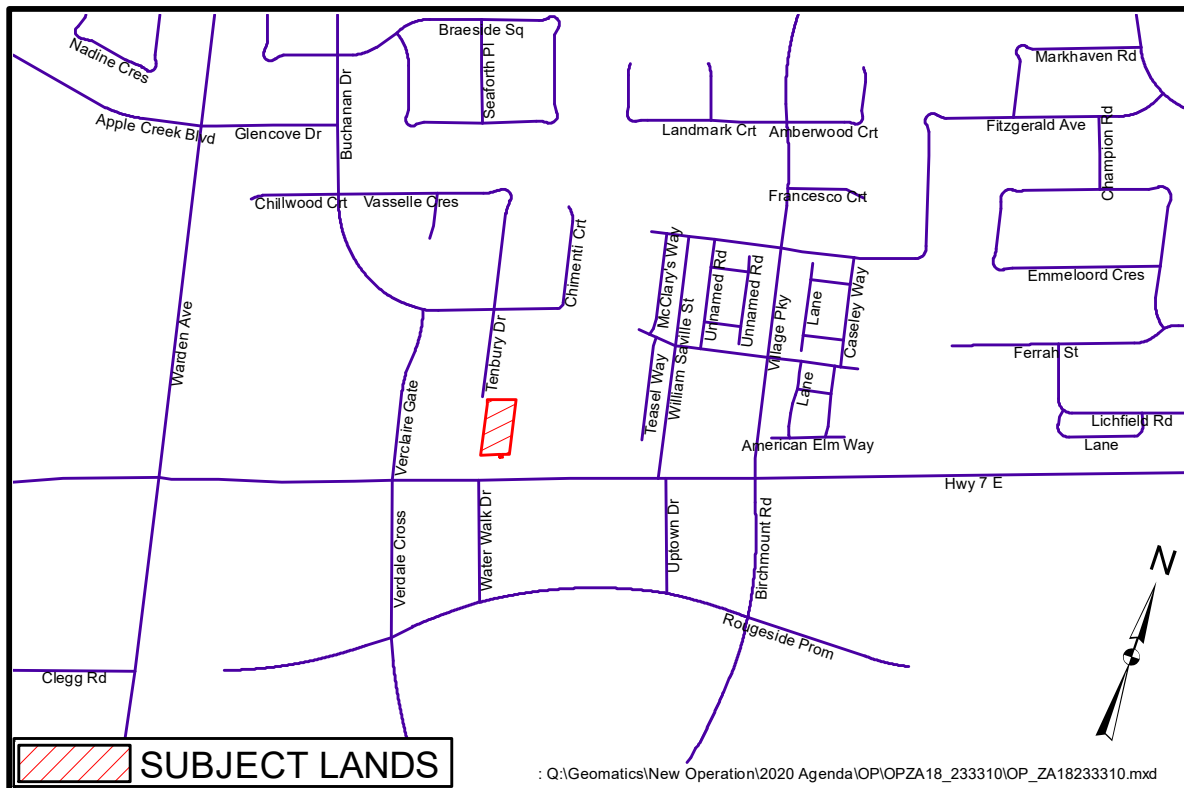 Braeside Sq
Nadine Cres
Seaforth Pl
Markhaven Rd
Buchanan Dr
Apple Creek Blvd
Glencove Dr
Landmark Crt
Amberwood Crt
Fitzgerald Ave
Champion Rd
Chillwood Crt
Vasselle Cres
Francesco Crt
Chimenti Crt
McClary's Way
Unnamed Rd
Unnamed Rd
Lane
Caseley Way
Emmeloord Cres
William Saville St
Village Pky
Warden Ave
Tenbury Dr
Ferrah St
Verclaire Gate
Teasel Way
Lane
Lichfield Rd
Lane
American Elm Way
Hwy 7 E
Verdale Cross
Water Walk Dr
Uptown Dr
Birchmount Rd
Rougeside Prom
N
Clegg Rd
SUBJECT LANDS
: Q:\Geomatics\New Operation\2020 Agenda\OP\OPZA18_233310\OP_ZA18233310.mxd